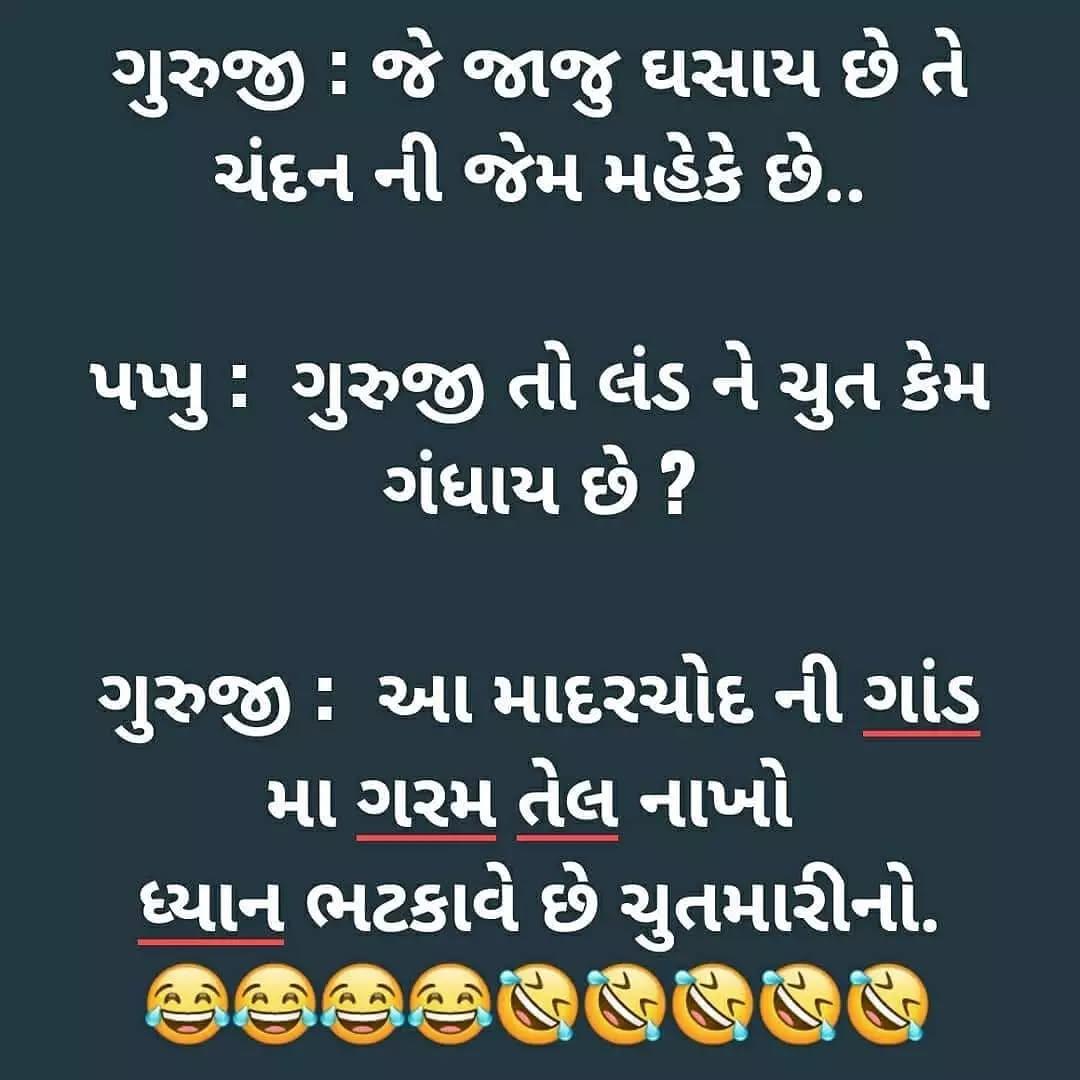 ગુરુજી : જે જાજુ ઘસાય છે તે
ચંદન ની જેમ મહેકે છે..
પપ્પુ : ગુરુજી તો લંડ ને ચુત કેમ
ગંધાય છે ?
ગુરુજી : આ માદરચોદ ની ગાંડ
મા ગરમ તેલ નાખો
ધ્યાન ભટકાવે છે ચુતમારીનો.
😂😂😂😂🤣🤣🤣🤣🤣